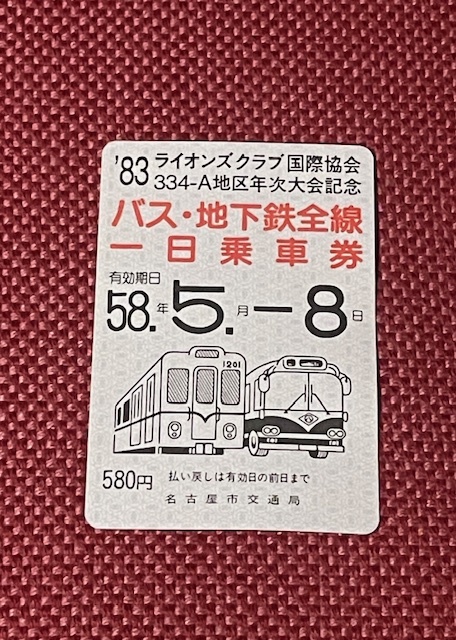 '83 ライオンズクラブ国際協会
334-A地区年次大会記念
バス・地下鉄全線
一日乗車券
有効期日
58.年5.月-8日
1201
580円 払い戻しは有効日の前日まで
名古屋市交通局